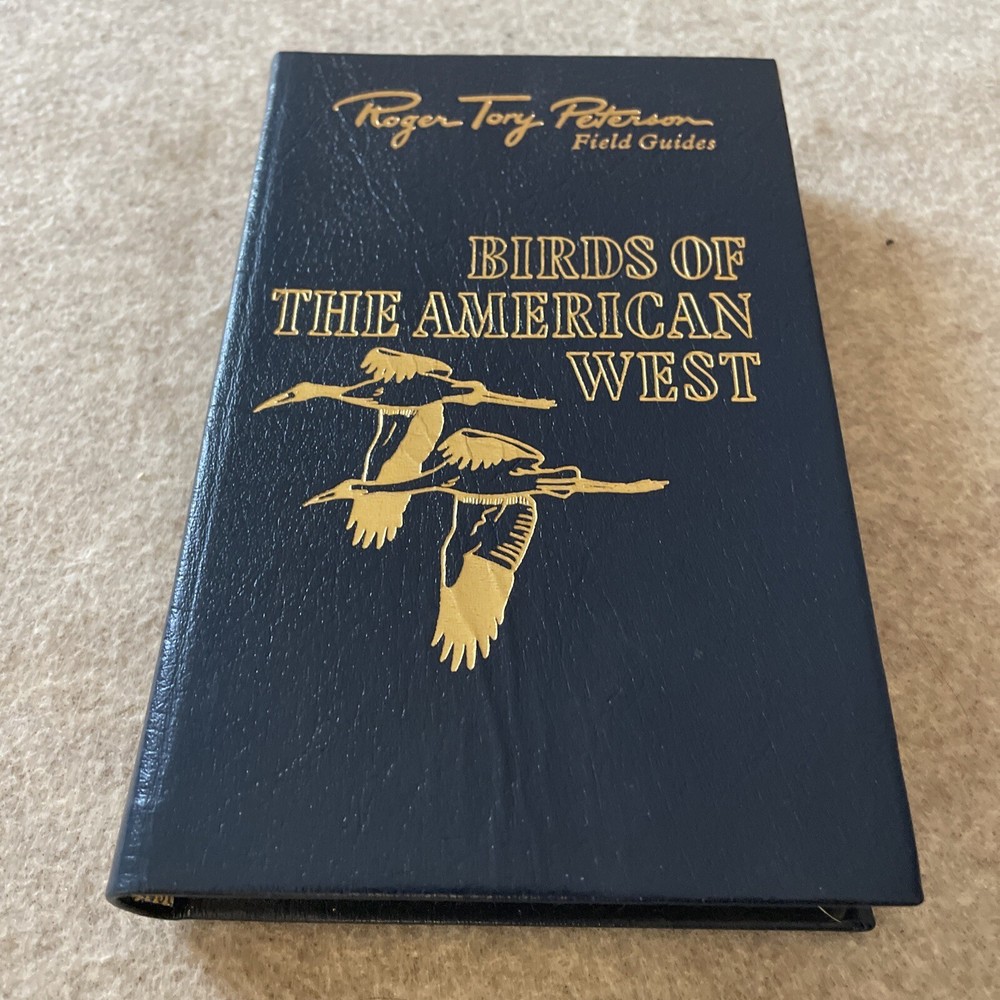 Roger Tory Peterson
Field Guides
BIRDS OF
THE AMERICAN
WEST